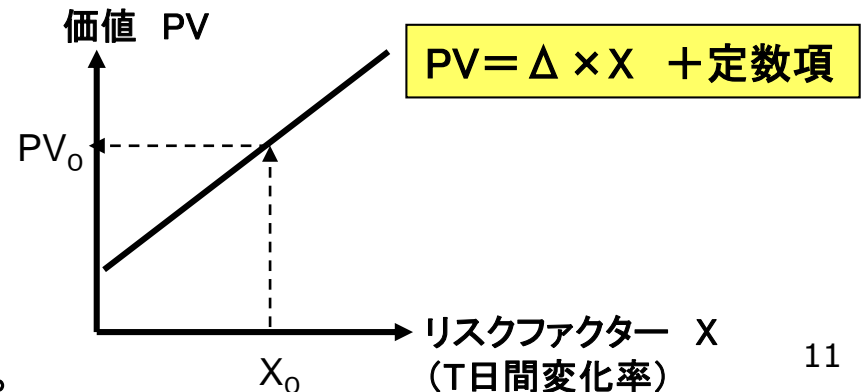 価値 PV
PV＝Δ×X ＋定数項
PV₀
リスクファクター X
(T日間変化率)
X₀
11
。